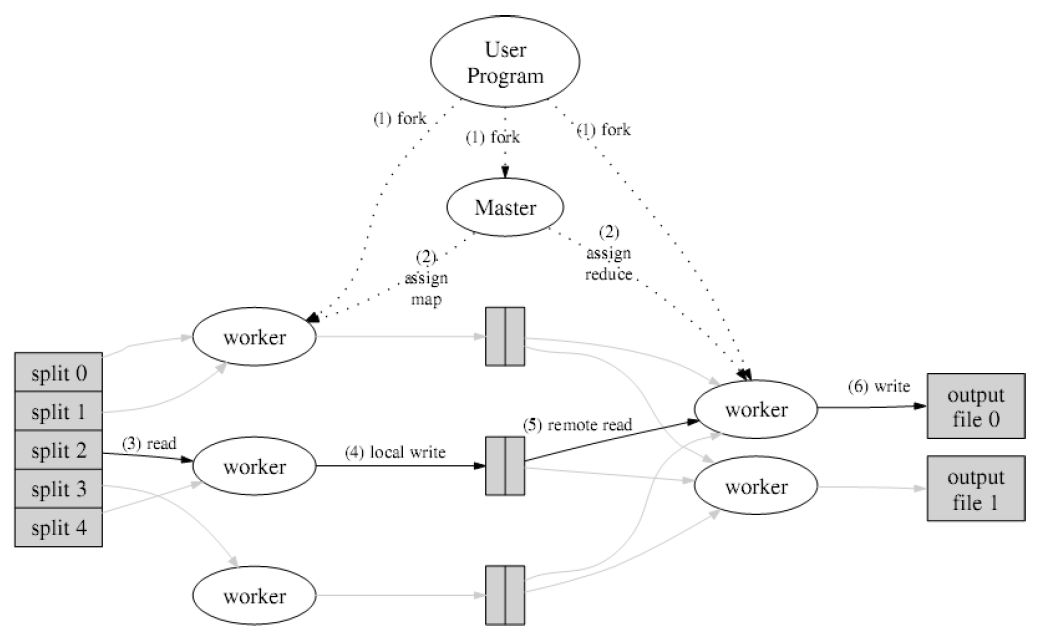 User
Program
(1) fork
(1) fork
(1) fork
Master
(2)
assign
map
(2)
assign
reduce
worker
split 0
split 1
split 2
split 3
split 4
(3) read
worker
(4) local write
(5) remote read
worker
(6) write
output
file 0
worker
output
file 1
worker